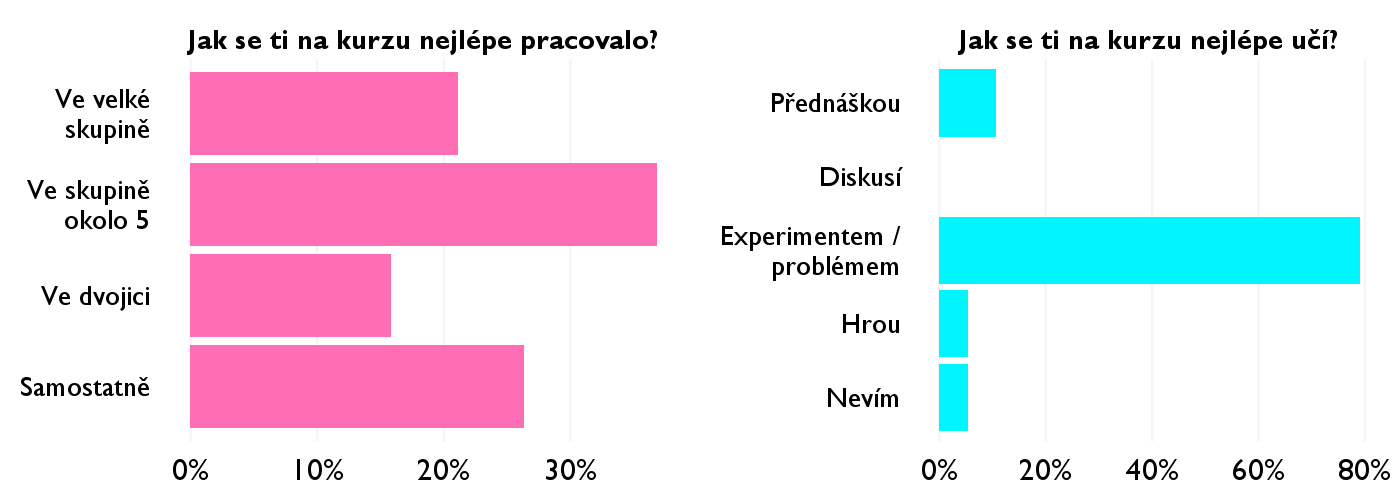 Jak se ti na kurzu nejlépe pracovalo?
Ve velké
skupině
Ve skupině
okolo 5
Ve dvojici
Samostatně
0% 10% 20% 30%
Jak se ti na kurzu nejlépe učí?
Přednáškou
Diskusí
Experimentem /
problémem
Hrou
Nevím
0% 20% 40% 60% 80%